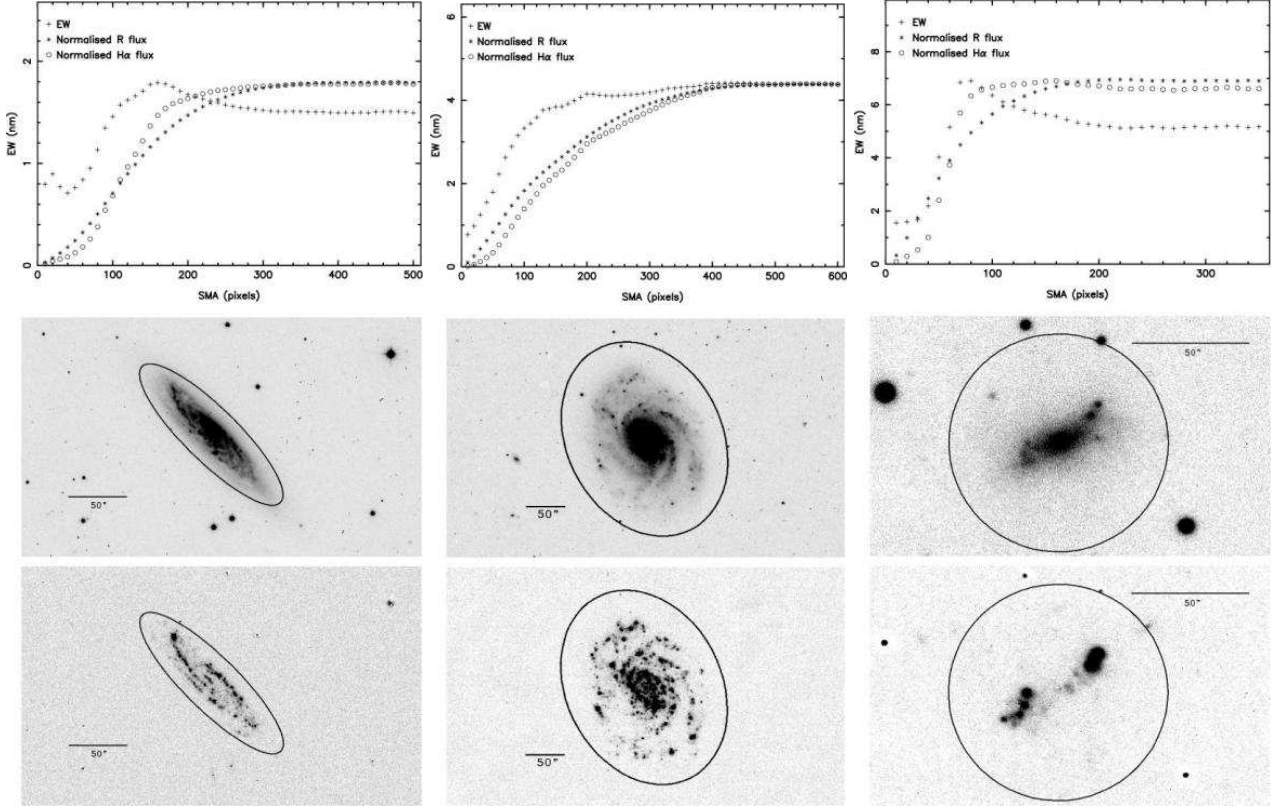 EW
Normalised R flux
Normalised Hα flux
EW (nm)
0
1
2
0
100
200
300
400
500
SMA (pixels)
EW
Normalised R flux
Normalised Hα flux
EW (nm)
0
2
4
6
0
100
200
300
400
500
600
SMA (pixels)
EW
Normalised R flux
Normalised Hα flux
EW (nm)
0
2
4
6
8
0
100
200
300
SMA (pixels)
50"
50"
50"
50"
50"
50"